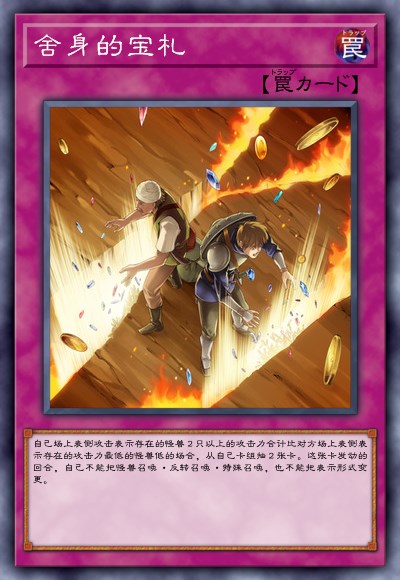 舍身的宝札
トラップ
罠
トラップ
【罠カード】
自己场上表侧攻击表示存在的怪兽2只以上的攻击力合计比对方场上表侧表
示存在的攻击力最低的怪兽低的场合，从自己卡组抽2张卡。这张卡发动的
回合，自己不能把怪兽召唤·反转召唤·特殊召唤，也不能把表示形式变
更。